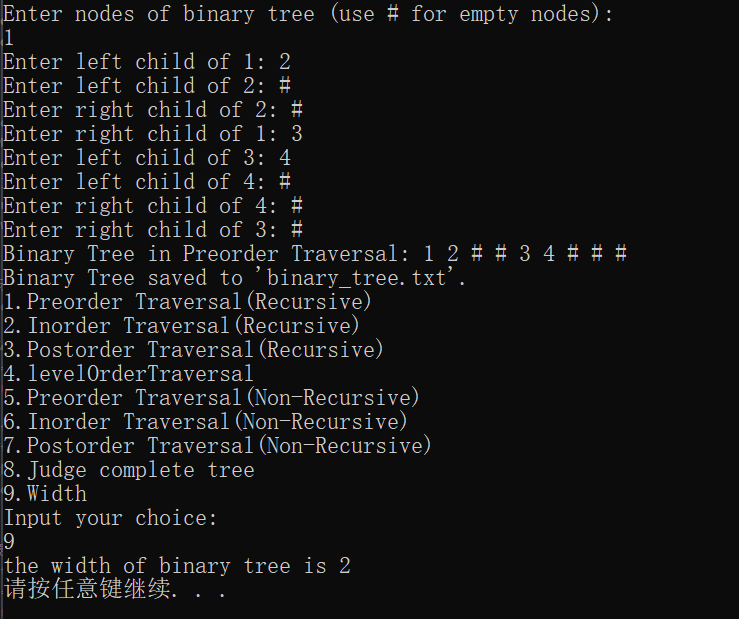 Enter nodes of binary tree (use # for empty nodes):
1
Enter left child of 1: 2
Enter left child of 2: #
Enter right child of 2: #
Enter right child of 1: 3
Enter left child of 3: 4
Enter left child of 4: #
Enter right child of 4: #
Enter right child of 3: #
Binary Tree in Preorder Traversal: 1 2 # # 3 4 # # #
Binary Tree saved to 'binary_tree.txt'.
1.Preorder Traversal(Recursive)
2.Inorder Traversal(Recursive)
3.Postorder Traversal(Recursive)
4.levelOrderTraversal
5.Preorder Traversal(Non-Recursive)
6.Inorder Traversal(Non-Recursive)
7.Postorder Traversal(Non-Recursive)
8.Judge complete tree
9.Width
Input your choice:
9
the width of binary tree is 2
请按任意键继续. . .